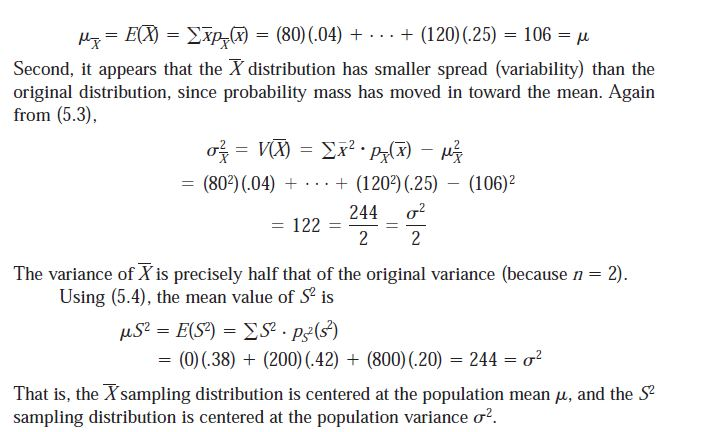 μ_X̄ = E(X̄) = Σx̄p_X̄(x̄) = (80)(.04) + · · · + (120)(.25) = 106 = μ
Second, it appears that the X̄ distribution has smaller spread (variability) than the
original distribution, since probability mass has moved in toward the mean. Again
from (5.3),
σ²_X̄ = V(X̄) = Σx̄² · p_X̄(x̄) − μ²_X̄
= (80²)(.04) + · · · + (120²)(.25) − (106)²
= 122 = 244/2 = σ²/2
The variance of X̄ is precisely half that of the original variance (because n = 2).
Using (5.4), the mean value of S² is
μS² = E(S²) = ΣS² · p_S²(s²)
= (0)(.38) + (200)(.42) + (800)(.20) = 244 = σ²
That is, the X̄ sampling distribution is centered at the population mean μ, and the S²
sampling distribution is centered at the population variance σ².